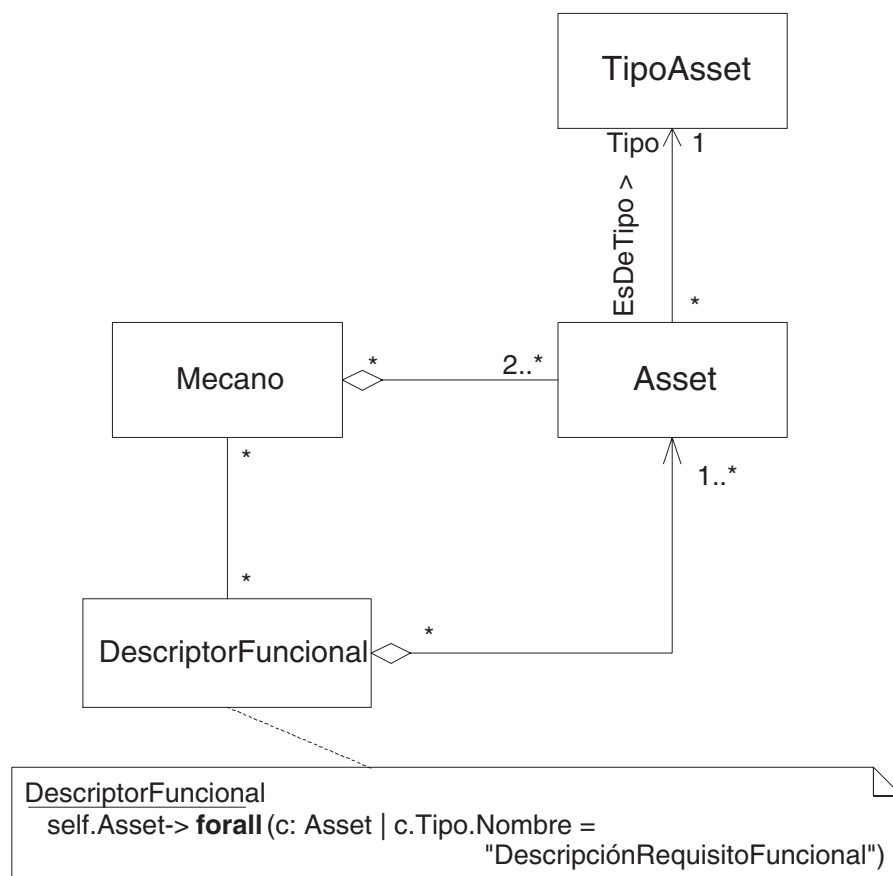 TipoAsset
Tipo 1
EsDeTipo >
*
Mecano
*
2..*
Asset
*
1..*
*
DescriptorFuncional
*
DescriptorFuncional
self.Asset-> forall (c: Asset | c.Tipo.Nombre =
"DescripciónRequisitoFuncional")